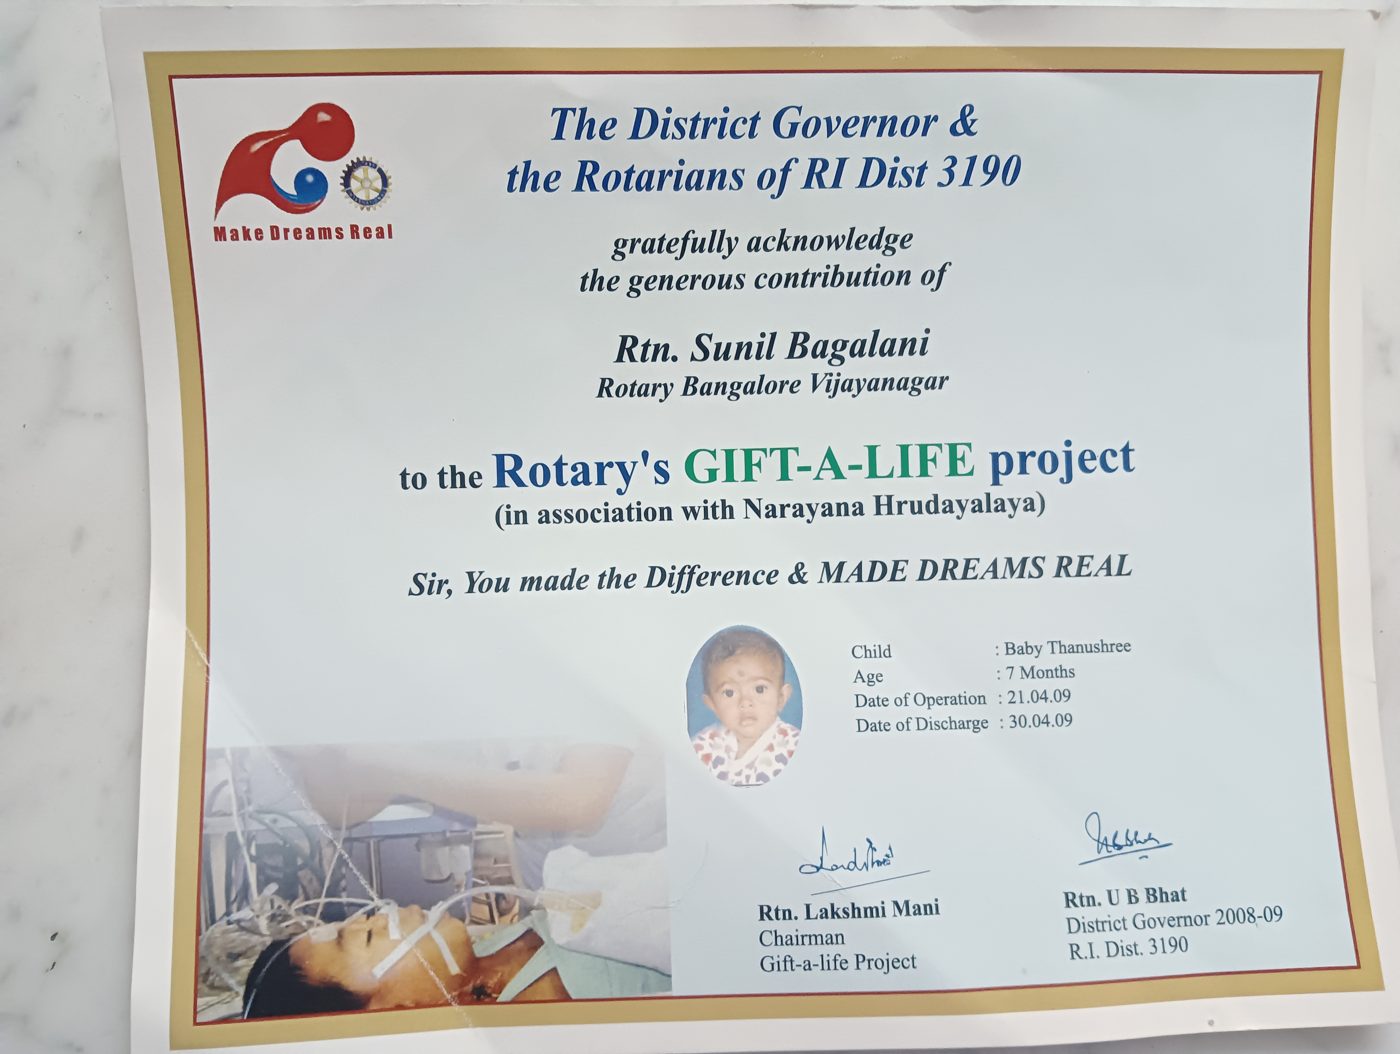 Make Dreams Real
The District Governor &
the Rotarians of RI Dist 3190
gratefully acknowledge
the generous contribution of
Rtn. Sunil Bagalani
Rotary Bangalore Vijayanagar
to the Rotary's GIFT-A-LIFE project
(in association with Narayana Hrudayalaya)
Sir, You made the Difference & MADE DREAMS REAL
Child : Baby Thanushree
Age : 7 Months
Date of Operation : 21.04.09
Date of Discharge : 30.04.09
Rtn. Lakshmi Mani
Chairman
Gift-a-life Project
Rtn. U B Bhat
District Governor 2008-09
R.I. Dist. 3190